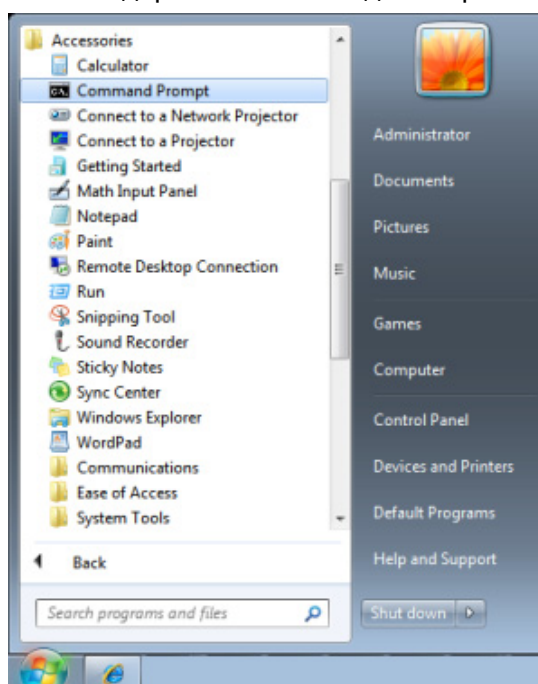 Accessories
Calculator
Command Prompt
Connect to a Network Projector
Connect to a Projector
Getting Started
Math Input Panel
Notepad
Paint
Remote Desktop Connection
Run
Snipping Tool
Sound Recorder
Sticky Notes
Sync Center
Windows Explorer
WordPad
Communications
Ease of Access
System Tools
Back
Search programs and files
Administrator
Documents
Pictures
Music
Games
Computer
Control Panel
Devices and Printers
Default Programs
Help and Support
Shut down